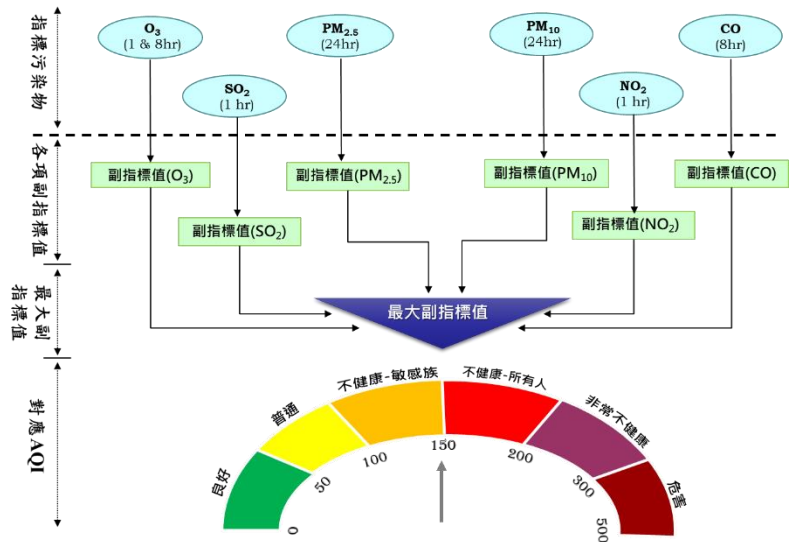 指標污染物
O₃
(1 & 8hr)
PM₂.₅
(24hr)
PM₁₀
(24hr)
CO
(8hr)
SO₂
(1 hr)
NO₂
(1 hr)
各項副指標值
副指標值(O₃)
副指標值(PM₂.₅)
副指標值(PM₁₀)
副指標值(CO)
副指標值(SO₂)
副指標值(NO₂)
最大副
指標值
最大副指標值
對應AQI
良好
普通
不健康-敏感族
不健康-所有人
非常不健康
危害
0
50
100
150
200
300
500